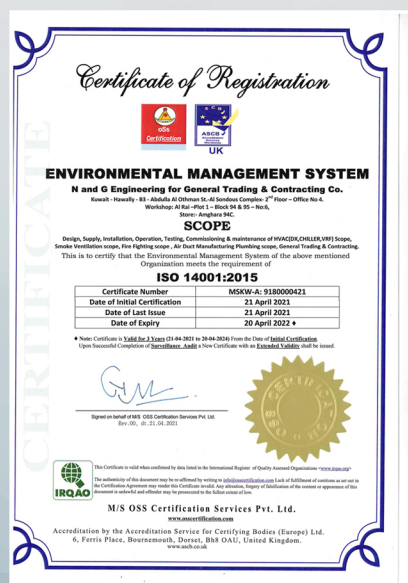 Certificate of Registration
CERTIFICATE
oSs
Certification
SCB
ASCB
UK
ENVIRONMENTAL MANAGEMENT SYSTEM
N and G Engineering for General Trading & Contracting Co.
Kuwait - Hawally - B3 - Abdulla Al Othman St.-Al Sondous Complex- 2nd Floor – Office No 4.
Workshop: Al Rai –Plot 1 – Block 94 & 95 – No:6,
Store:- Amghara 94C.
SCOPE
Design, Supply, Installation, Operation, Testing, Commissioning & maintenance of HVAC(DX,CHILLER,VRF) Scope,
Smoke Ventilation scope, Fire Fighting scope , Air Duct Manufacturing Plumbing scope, General Trading & Contracting.
This is to certify that the Environmental Management System of the above mentioned
Organization meets the requirement of
ISO 14001:2015
Certificate Number MSKW-A: 9180000421
Date of Initial Certification 21 April 2021
Date of Last Issue 21 April 2021
Date of Expiry 20 April 2022 ♦
♦ Note: Certificate is Valid for 3 Years (21-04-2021 to 20-04-2024) From the Date of Initial Certification.
Upon Successful Completion of Surveillance Audit a New Certificate with an Extended Validity shall be issued.
Signed on behalf of M/S OSS Certification Services Pvt. Ltd.
Rev.00, dt.21.04.2021
This Certificate is valid when confirmed by data listed in the International Register of Quality Assessed Organizations <www.irqao.org>
The authenticity of this document may be re-affirmed by writing to info@osscertification.com Lack of fulfillment of conitions as set out in
the Certification Agreement may render this Certificate invalid. Any alteration, forgery of falsification of the content or appearance of this
document is unlawful and offender may be prosecuted to the fullest extent of low.
IRQAO
M/S OSS Certification Services Pvt. Ltd.
www.osscertification.com
Accreditation by the Accreditation Service for Certifying Bodies (Europe) Ltd.
6, Ferris Place, Bournemouth, Dorset, Bh8 OAU, United Kingdom.
www.ascb.co.uk